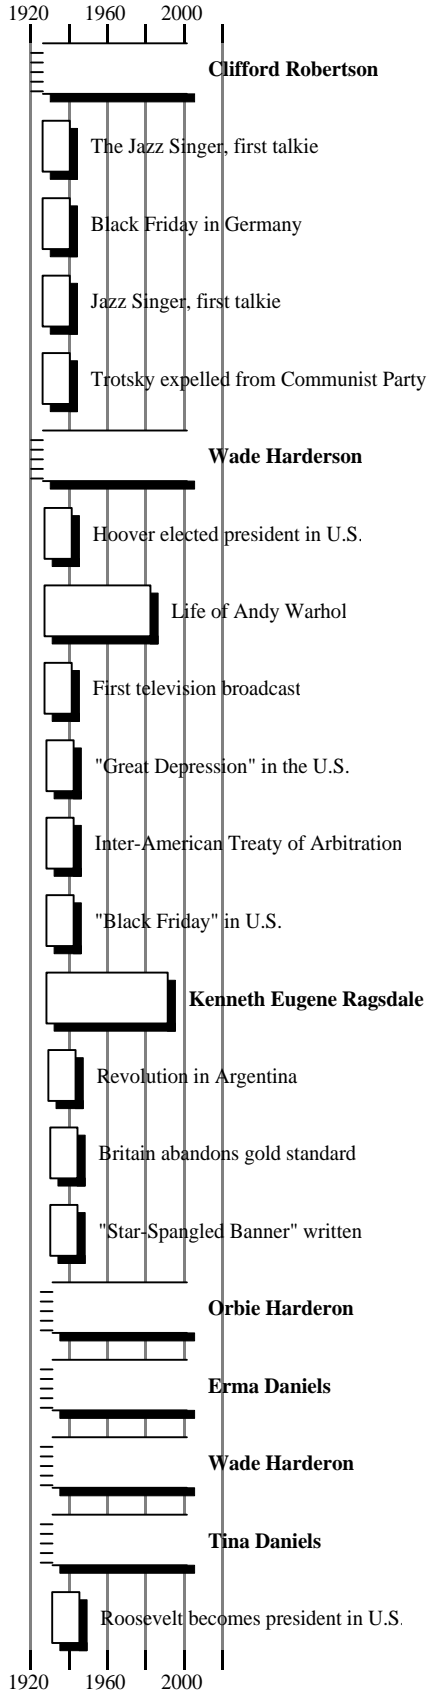 1920 1960 2000
Clifford Robertson
The Jazz Singer, first talkie
Black Friday in Germany
Jazz Singer, first talkie
Trotsky expelled from Communist Party
Wade Harderson
Hoover elected president in U.S.
Life of Andy Warhol
First television broadcast
"Great Depression" in the U.S.
Inter-American Treaty of Arbitration
"Black Friday" in U.S.
Kenneth Eugene Ragsdale
Revolution in Argentina
Britain abandons gold standard
"Star-Spangled Banner" written
Orbie Harderon
Erma Daniels
Wade Harderon
Tina Daniels
Roosevelt becomes president in U.S.
1920 1960 2000